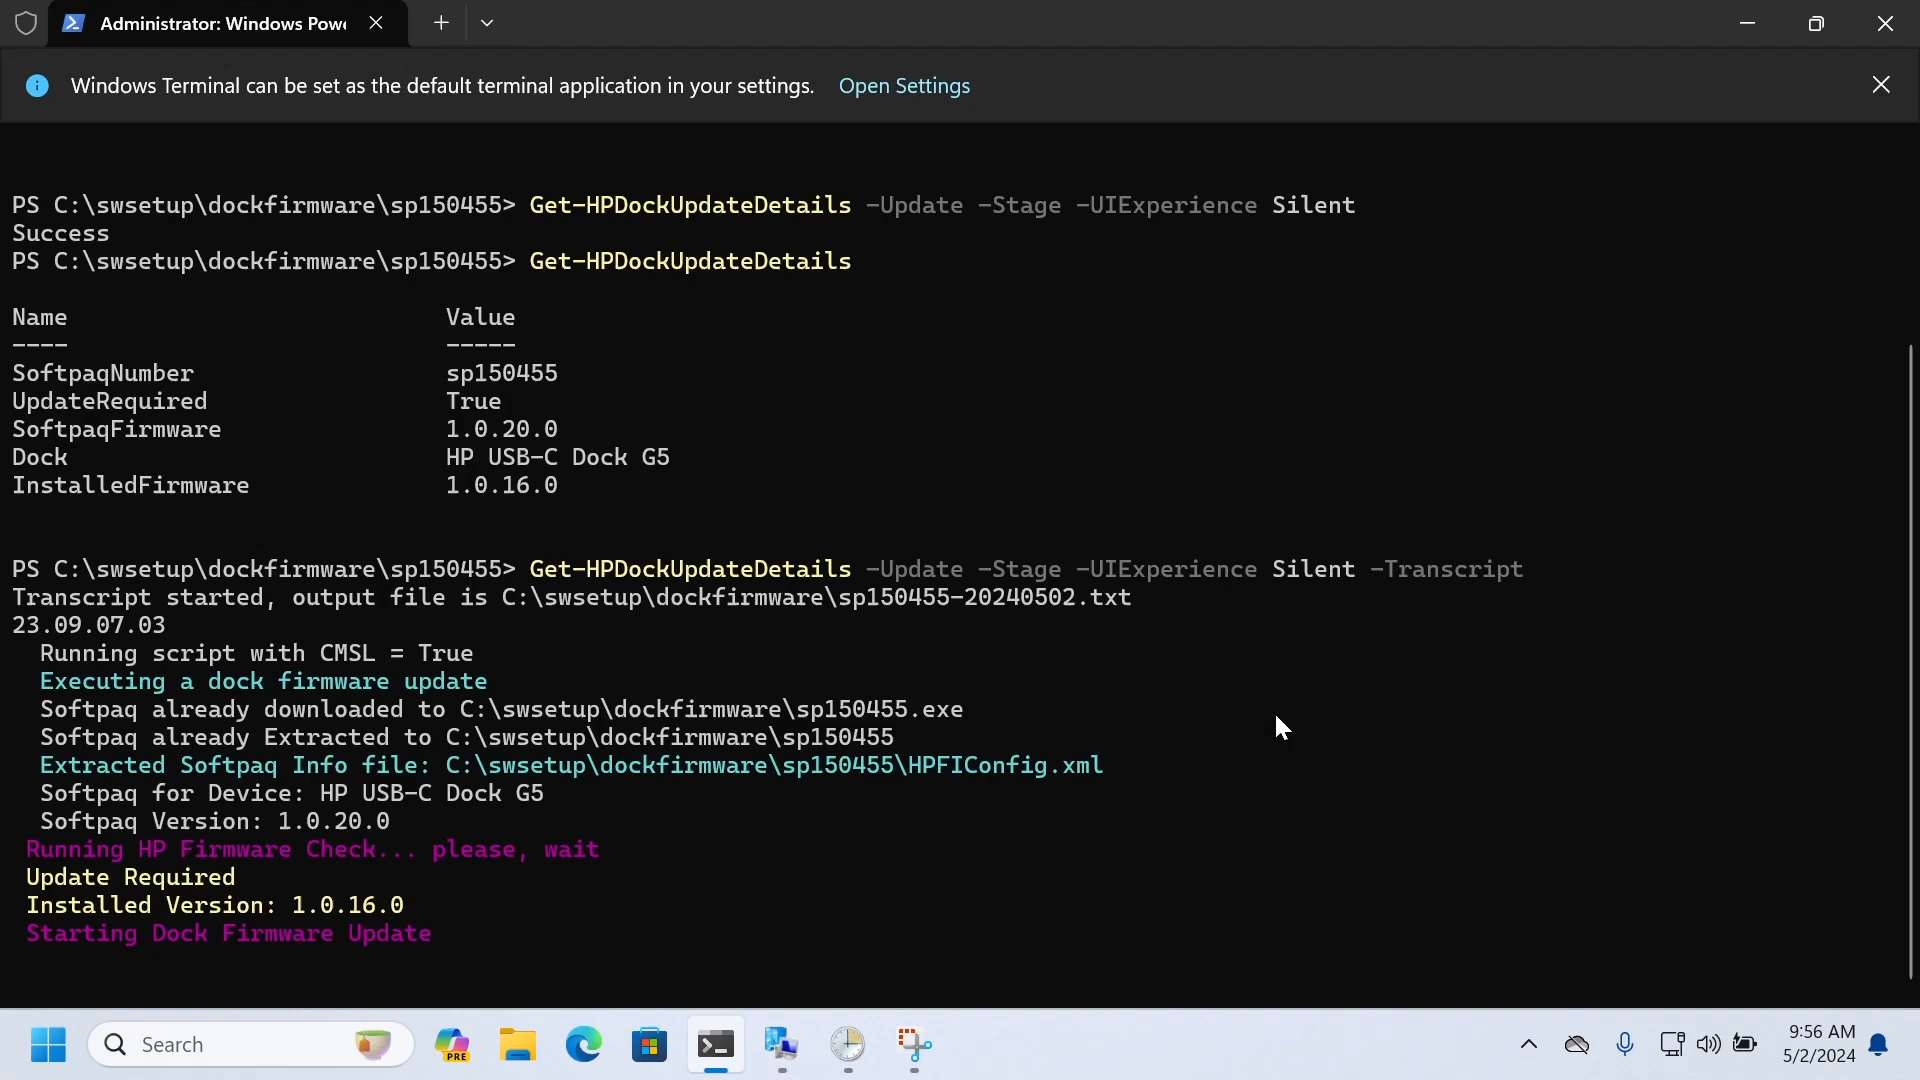 Administrator: Windows Powe
Windows Terminal can be set as the default terminal application in your settings. Open Settings
PS C:\swsetup\dockfirmware\sp150455> Get-HPDockUpdateDetails -Update -Stage -UIExperience Silent
Success
PS C:\swsetup\dockfirmware\sp150455> Get-HPDockUpdateDetails
Name Value
---- -----
SoftpaqNumber sp150455
UpdateRequired True
SoftpaqFirmware 1.0.20.0
Dock HP USB-C Dock G5
InstalledFirmware 1.0.16.0
PS C:\swsetup\dockfirmware\sp150455> Get-HPDockUpdateDetails -Update -Stage -UIExperience Silent -Transcript
Transcript started, output file is C:\swsetup\dockfirmware\sp150455-20240502.txt
23.09.07.03
Running script with CMSL = True
Executing a dock firmware update
Softpaq already downloaded to C:\swsetup\dockfirmware\sp150455.exe
Softpaq already Extracted to C:\swsetup\dockfirmware\sp150455
Extracted Softpaq Info file: C:\swsetup\dockfirmware\sp150455\HPFIConfig.xml
Softpaq for Device: HP USB-C Dock G5
Softpaq Version: 1.0.20.0
Running HP Firmware Check... please, wait
Update Required
Installed Version: 1.0.16.0
Starting Dock Firmware Update
Search
PRE
9:56 AM
5/2/2024